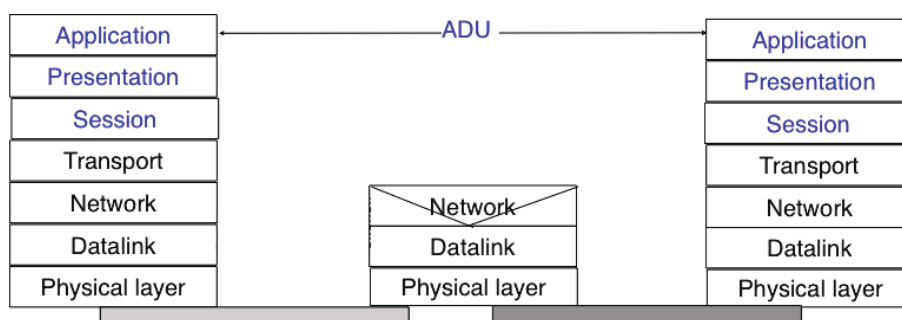 Application
Presentation
Session
Transport
Network
Datalink
Physical layer
ADU
Network
Datalink
Physical layer
Application
Presentation
Session
Transport
Network
Datalink
Physical layer